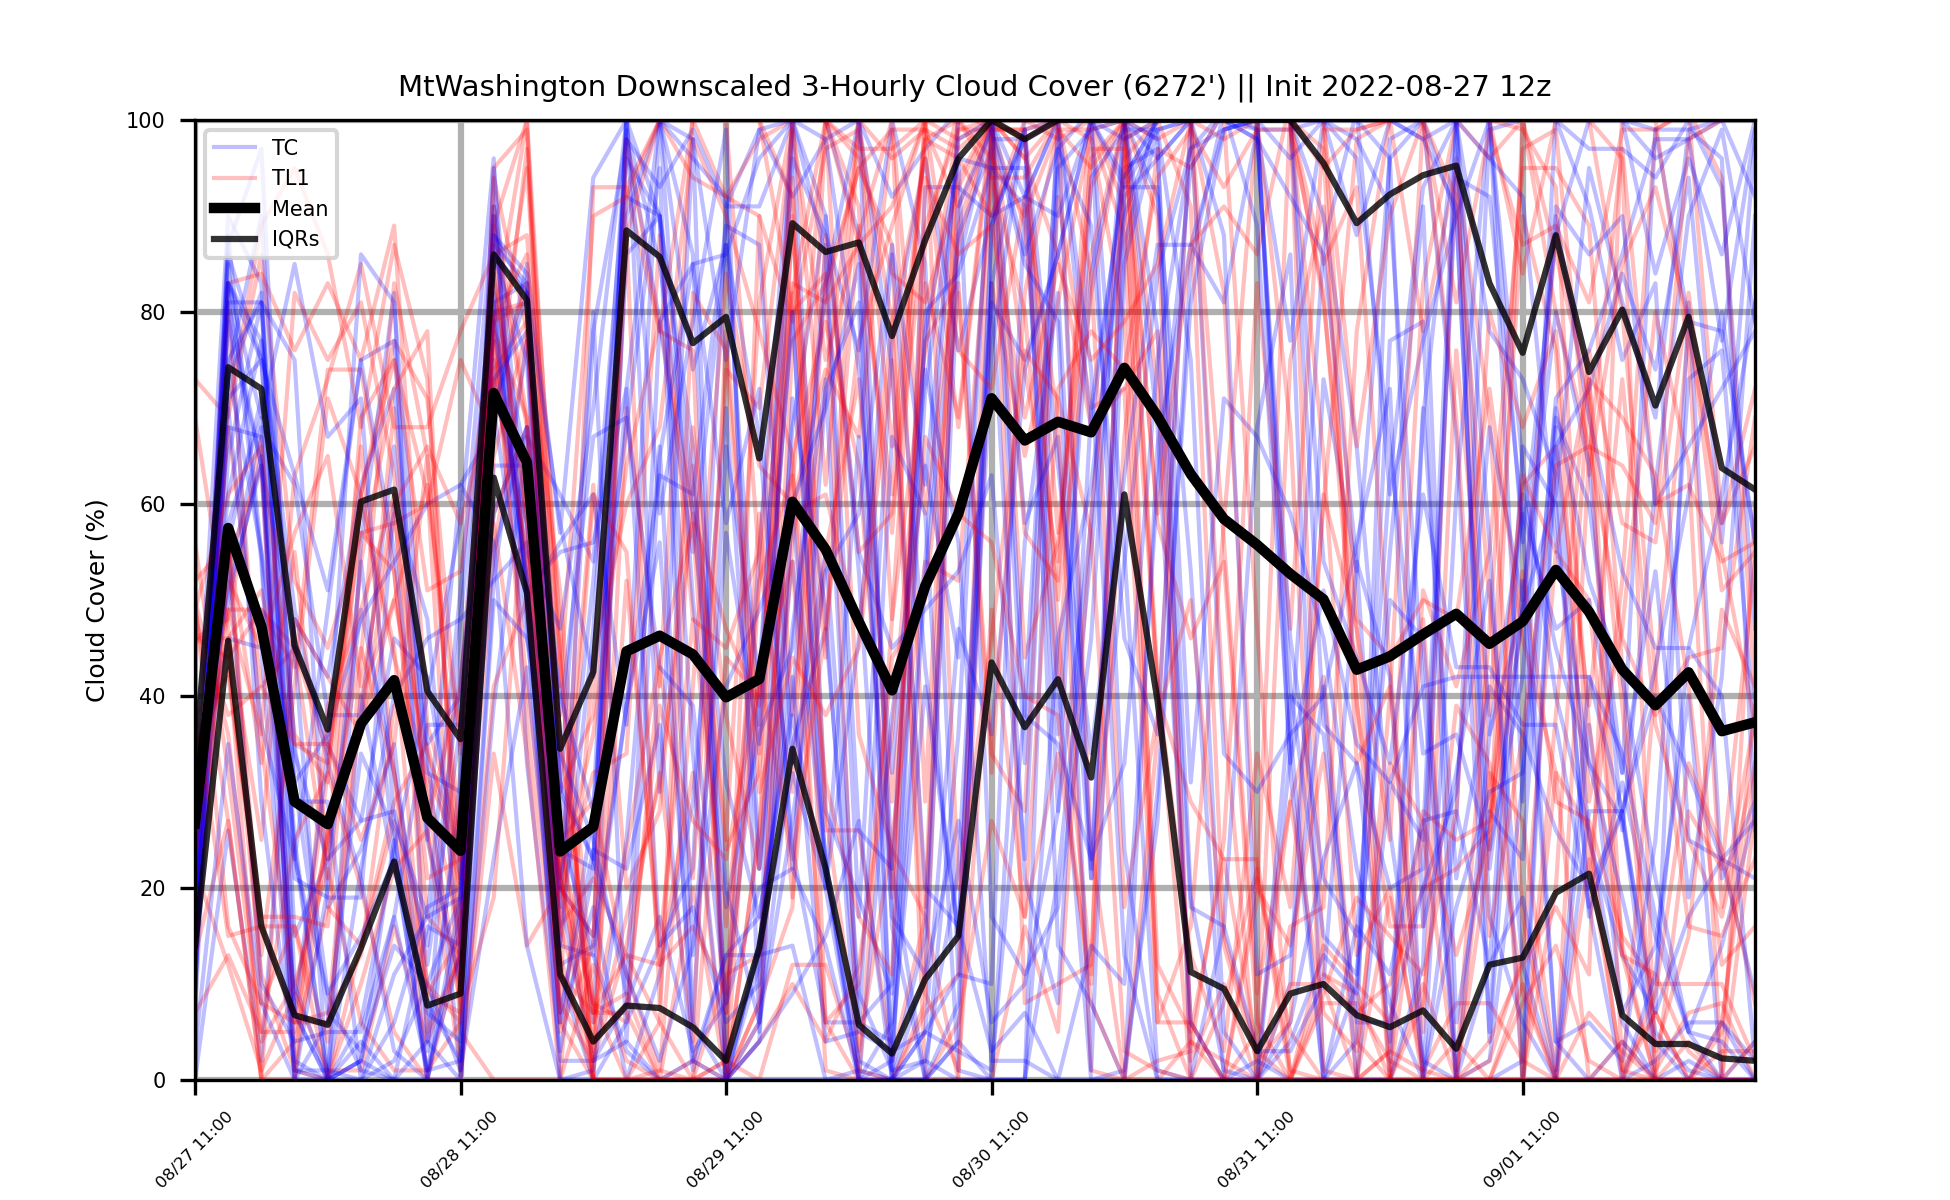 MtWashington Downscaled 3-Hourly Cloud Cover (6272') || Init 2022-08-27 12z
Cloud Cover (%)
100
80
60
40
20
0
TC
TL1
Mean
IQRs
08/27 11:00
08/28 11:00
08/29 11:00
08/30 11:00
08/31 11:00
09/01 11:00